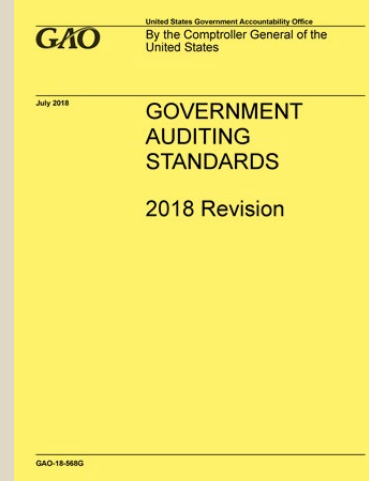 United States Government Accountability Office
GAO
By the Comptroller General of the
United States
July 2018
GOVERNMENT
AUDITING
STANDARDS
2018 Revision
GAO-18-568G